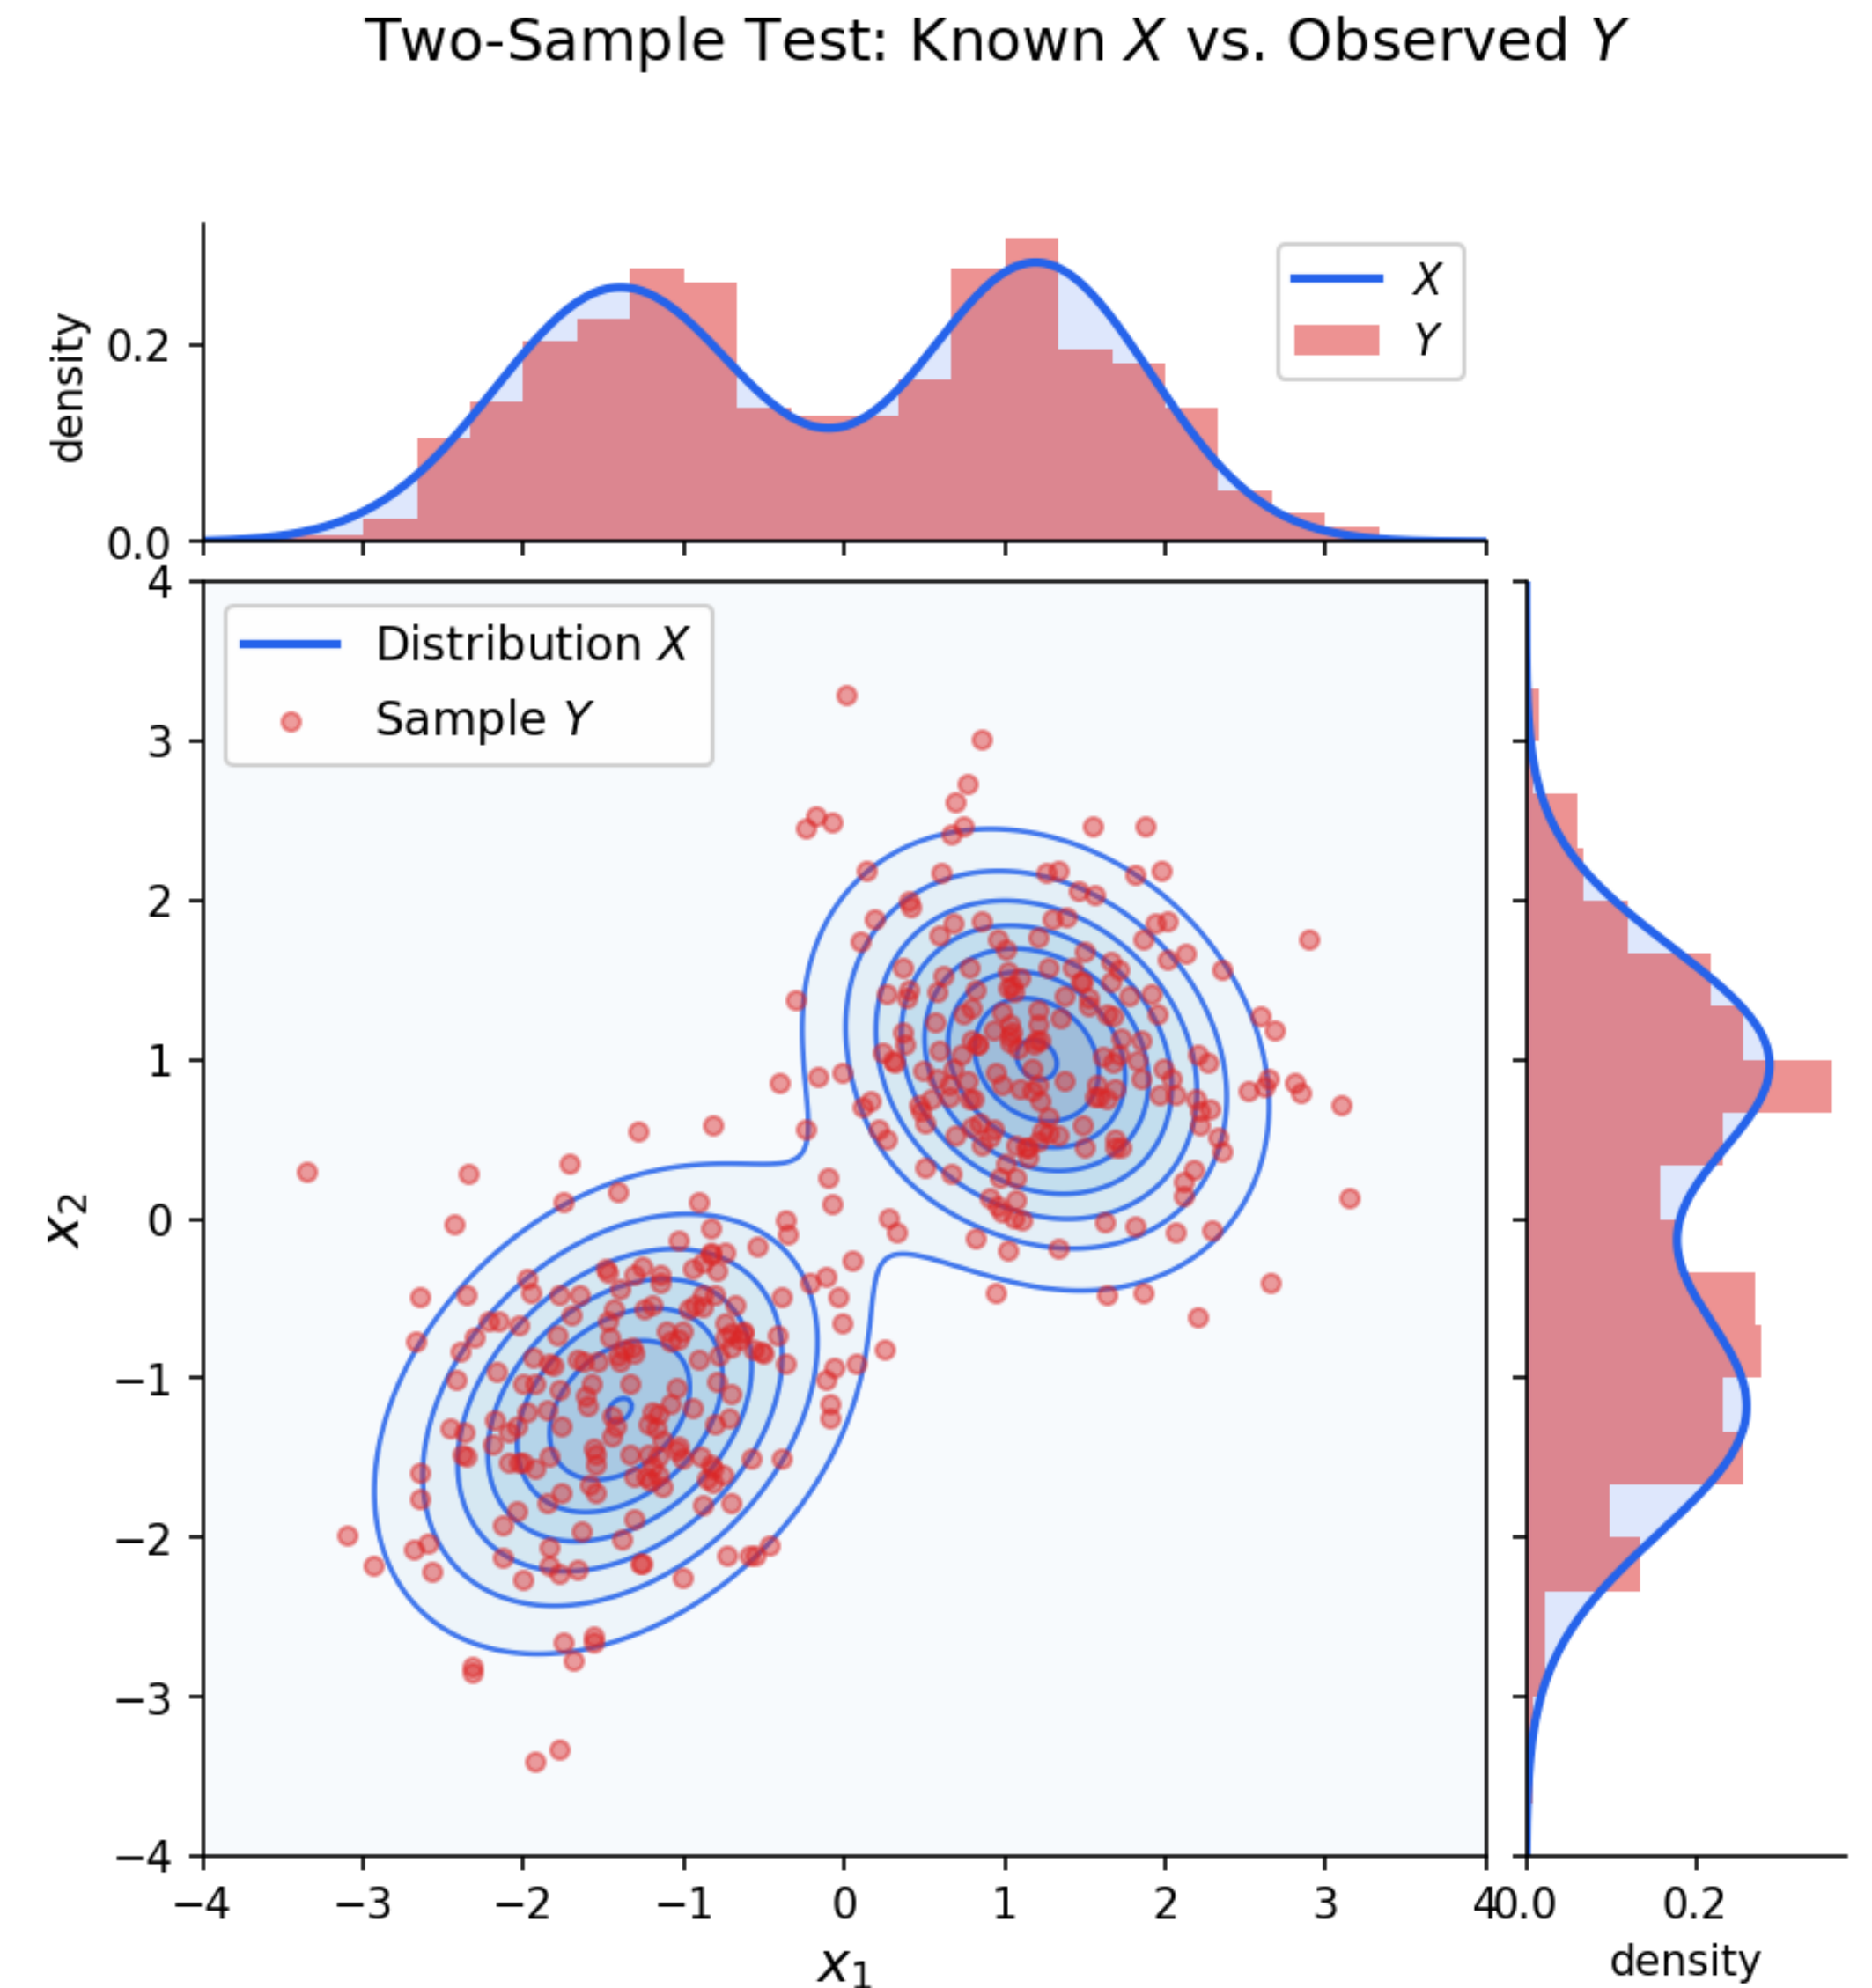 Two-Sample Test: Known X vs. Observed Y
density
0.2
0.0
X
Y
Distribution X
Sample Y
x₂
4
3
2
1
0
−1
−2
−3
−4
−4 −3 −2 −1 0 1 2 3 4
x₁
0.0 0.2
density